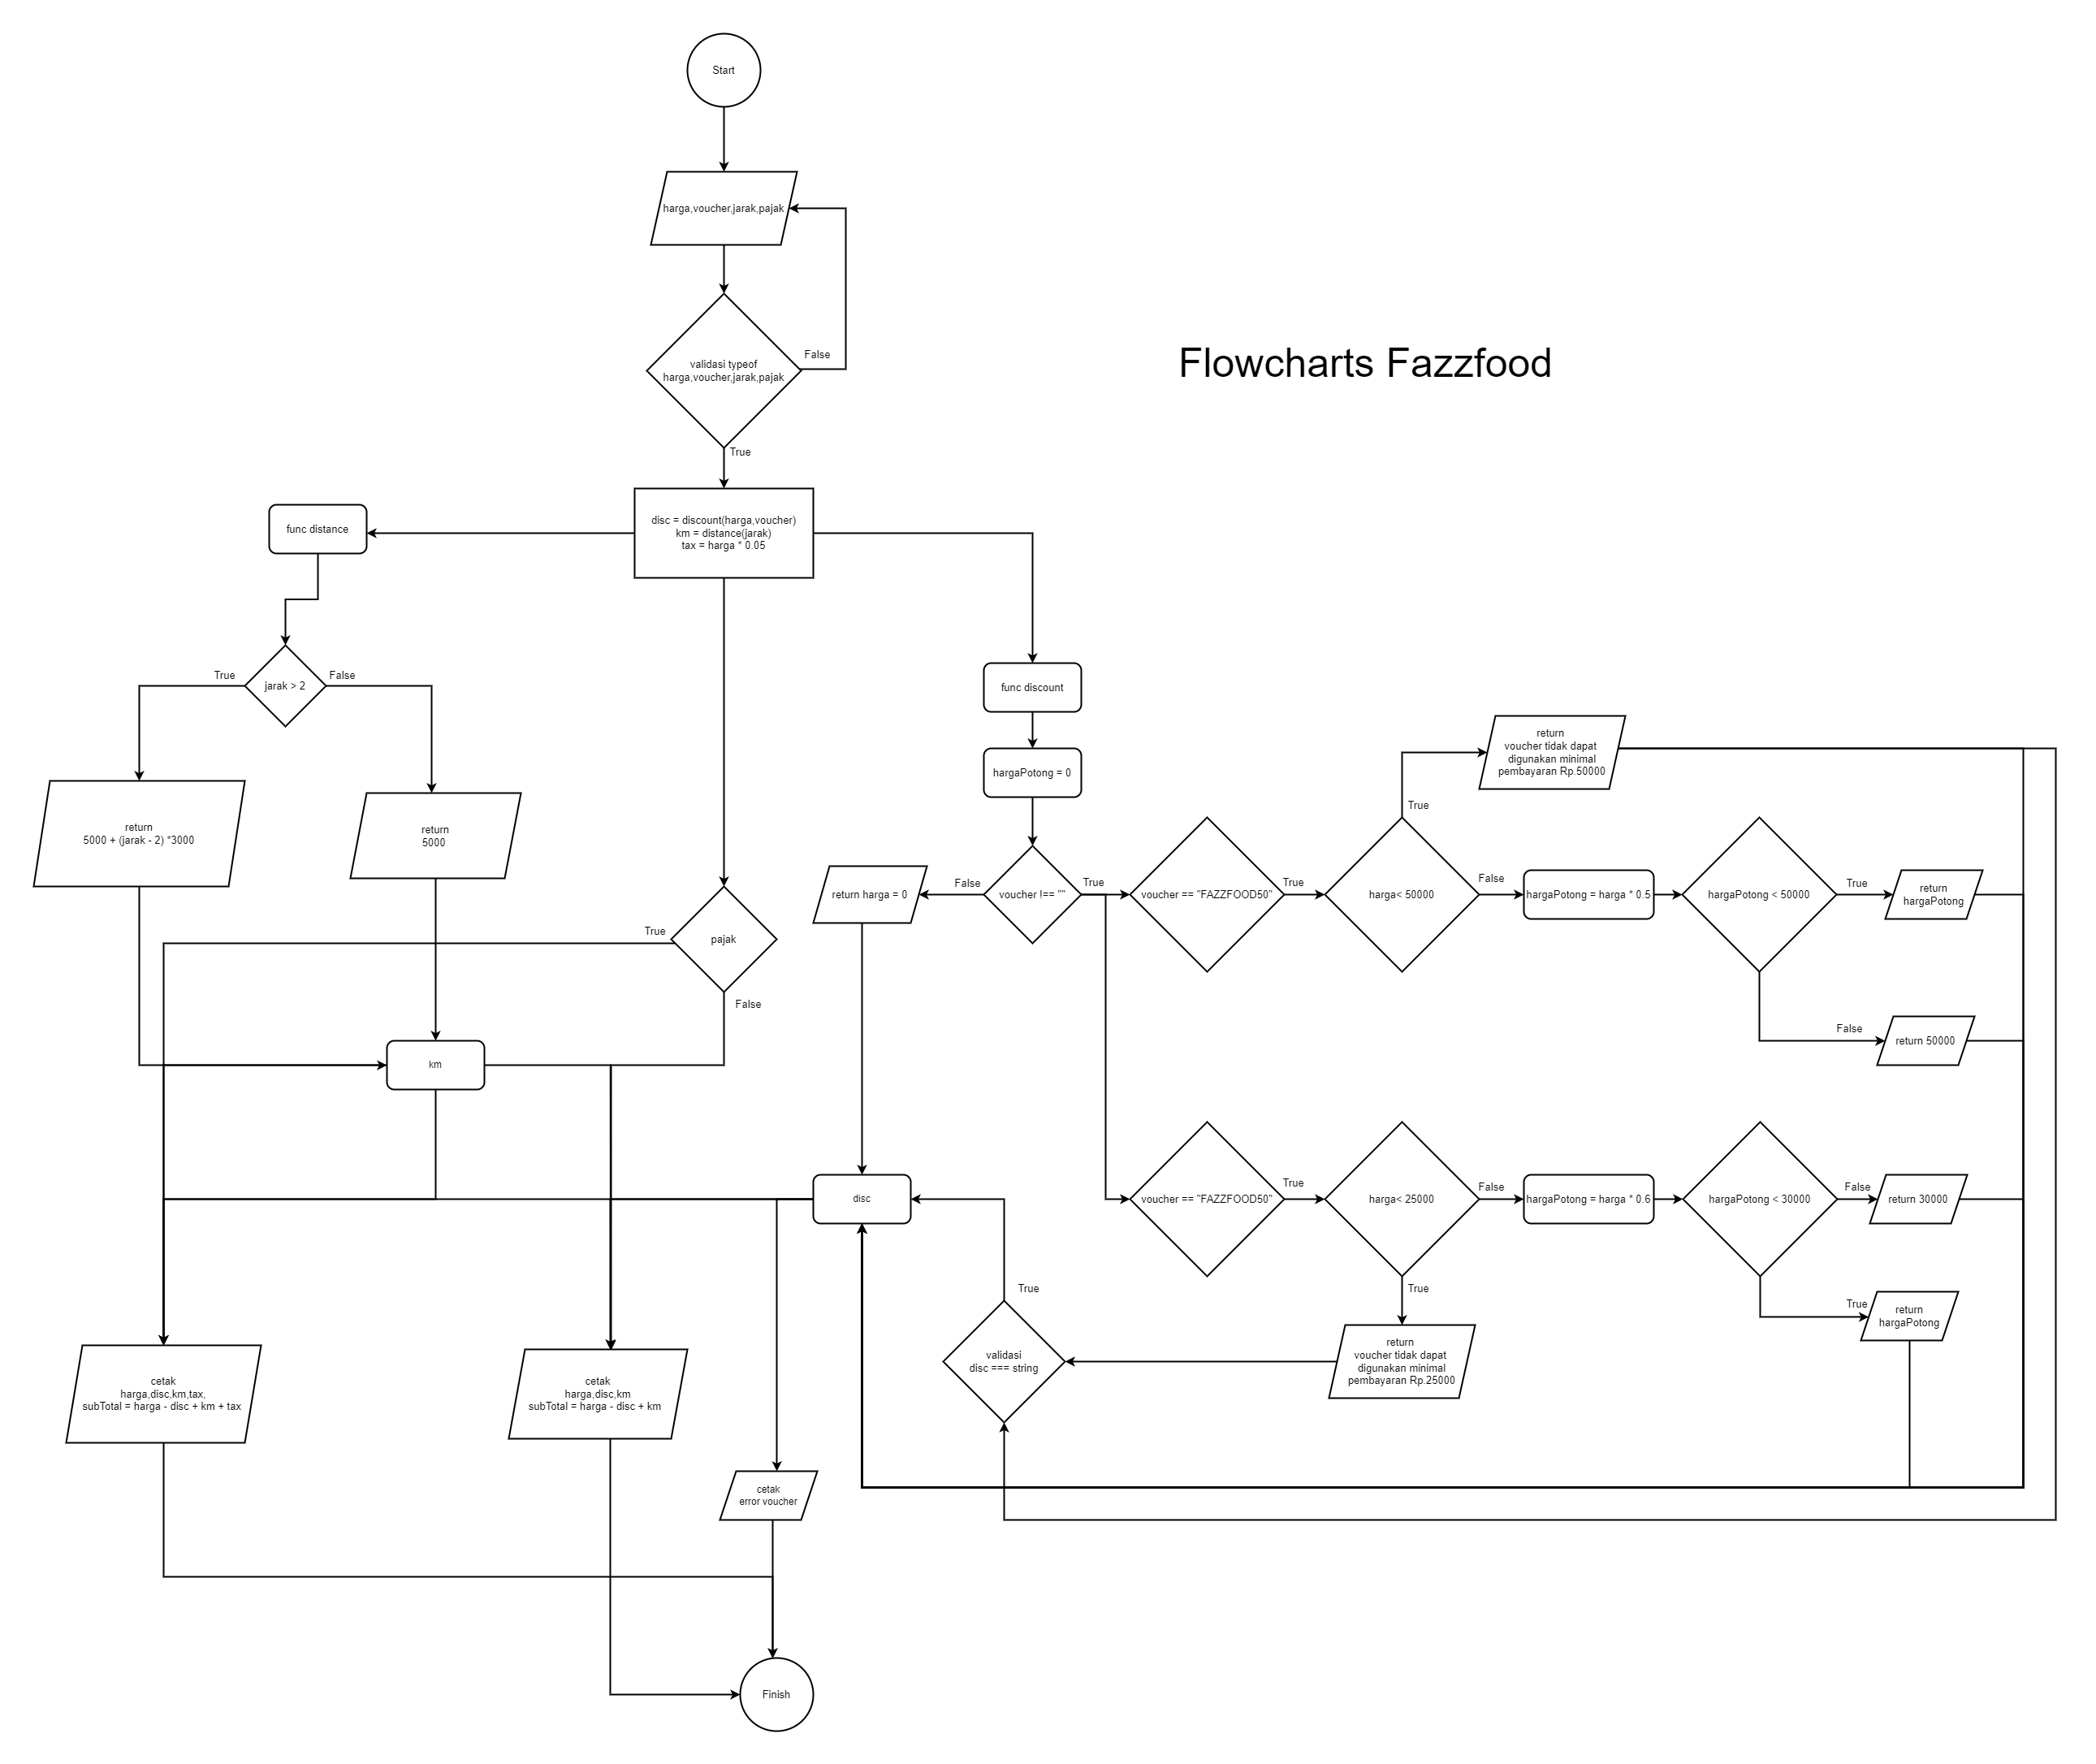 Start
harga,voucher,jarak,pajak
Flowcharts Fazzfood
validasi typeof
harga,voucher,jarak,pajak
False
True
disc = discount(harga,voucher)
km = distance(jarak)
tax = harga * 0.05
func distance
jarak > 2
True
False
return
5000 + (jarak - 2) *3000
return
5000
pajak
True
False
km
func discount
hargaPotong = 0
voucher !== ""
False
True
return harga = 0
voucher == "FAZZFOOD50"
True
harga< 50000
True
return
voucher tidak dapat
digunakan minimal
pembayaran Rp.50000
False
hargaPotong = harga * 0.5
hargaPotong < 50000
True
return
hargaPotong
False
return 50000
disc
voucher == "FAZZFOOD50"
True
harga< 25000
False
hargaPotong = harga * 0.6
hargaPotong < 30000
False
return 30000
True
return
hargaPotong
True
return
voucher tidak dapat
digunakan minimal
pembayaran Rp.25000
True
validasi
disc === string
cetak
harga,disc,km,tax,
subTotal = harga - disc + km + tax
cetak
harga,disc,km
subTotal = harga - disc + km
cetak
error voucher
Finish